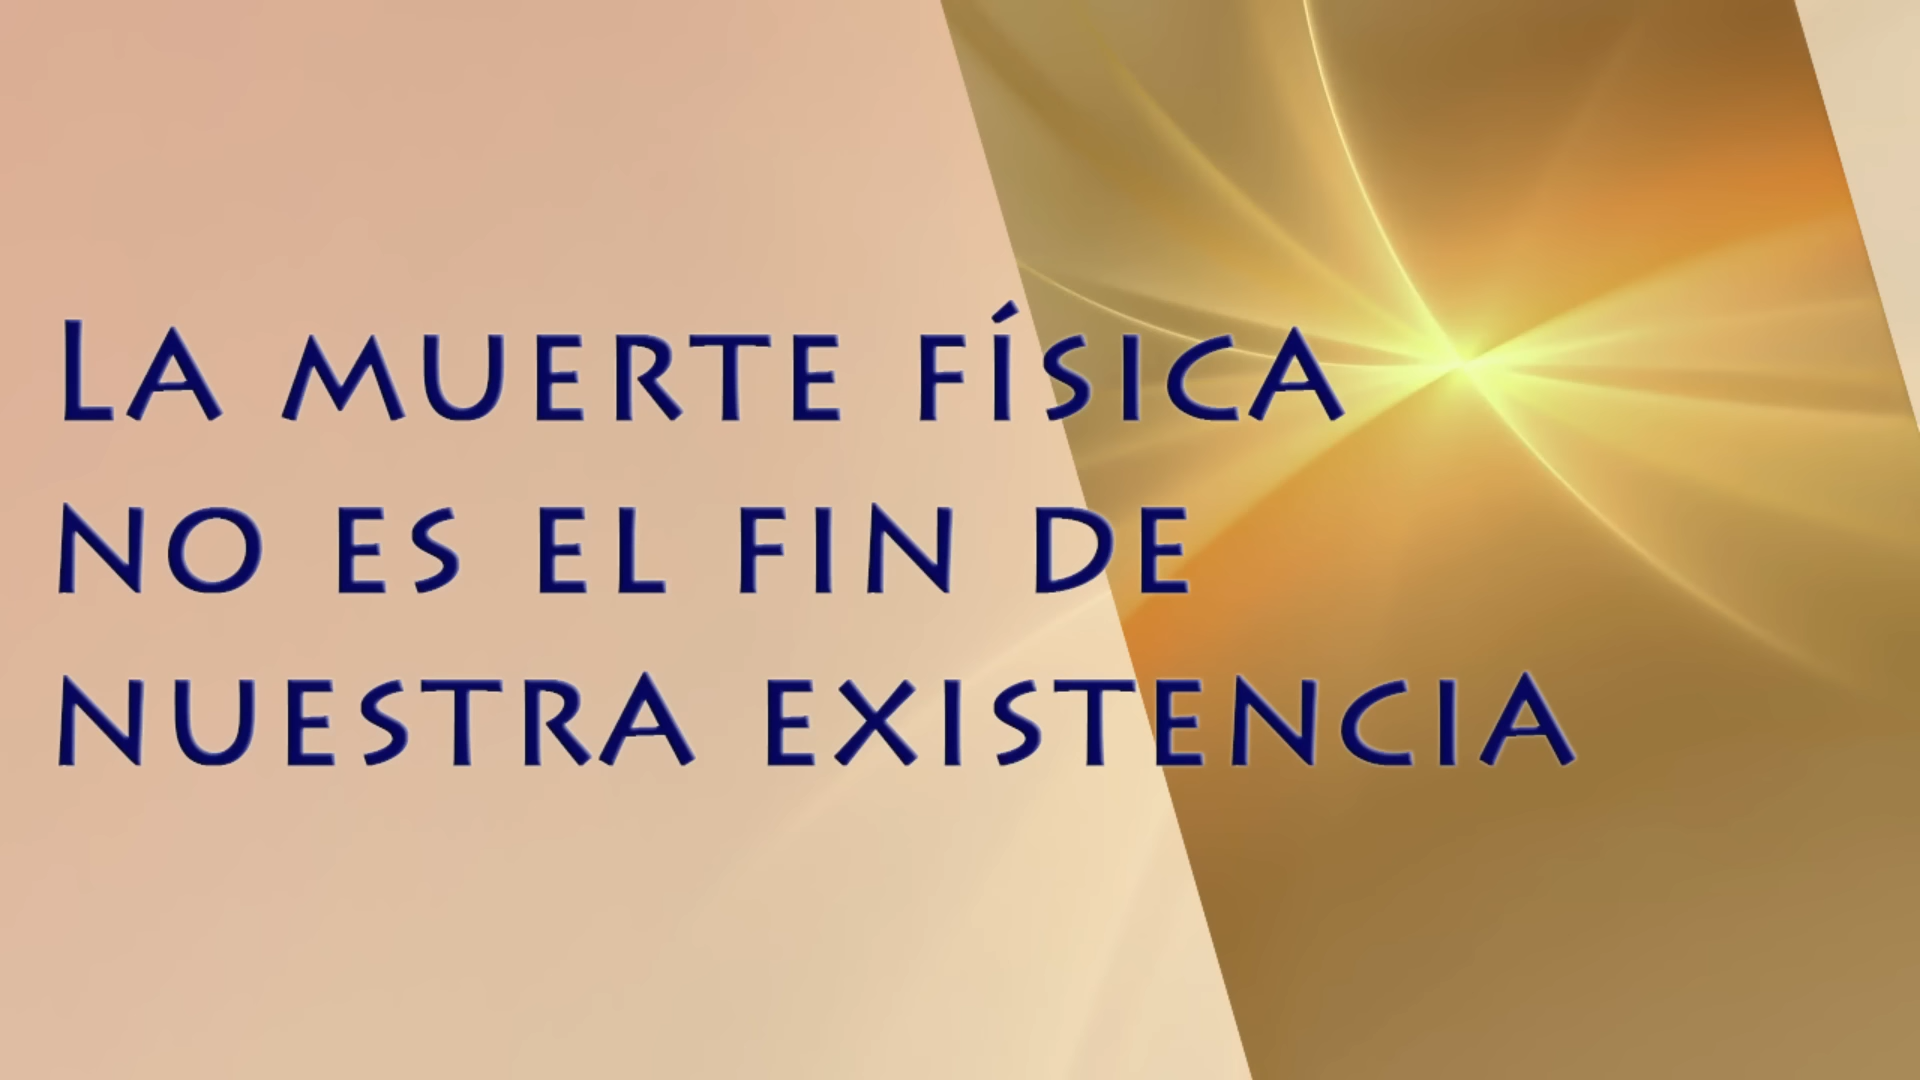 La muerte física
no es el fin de
nuestra existencia